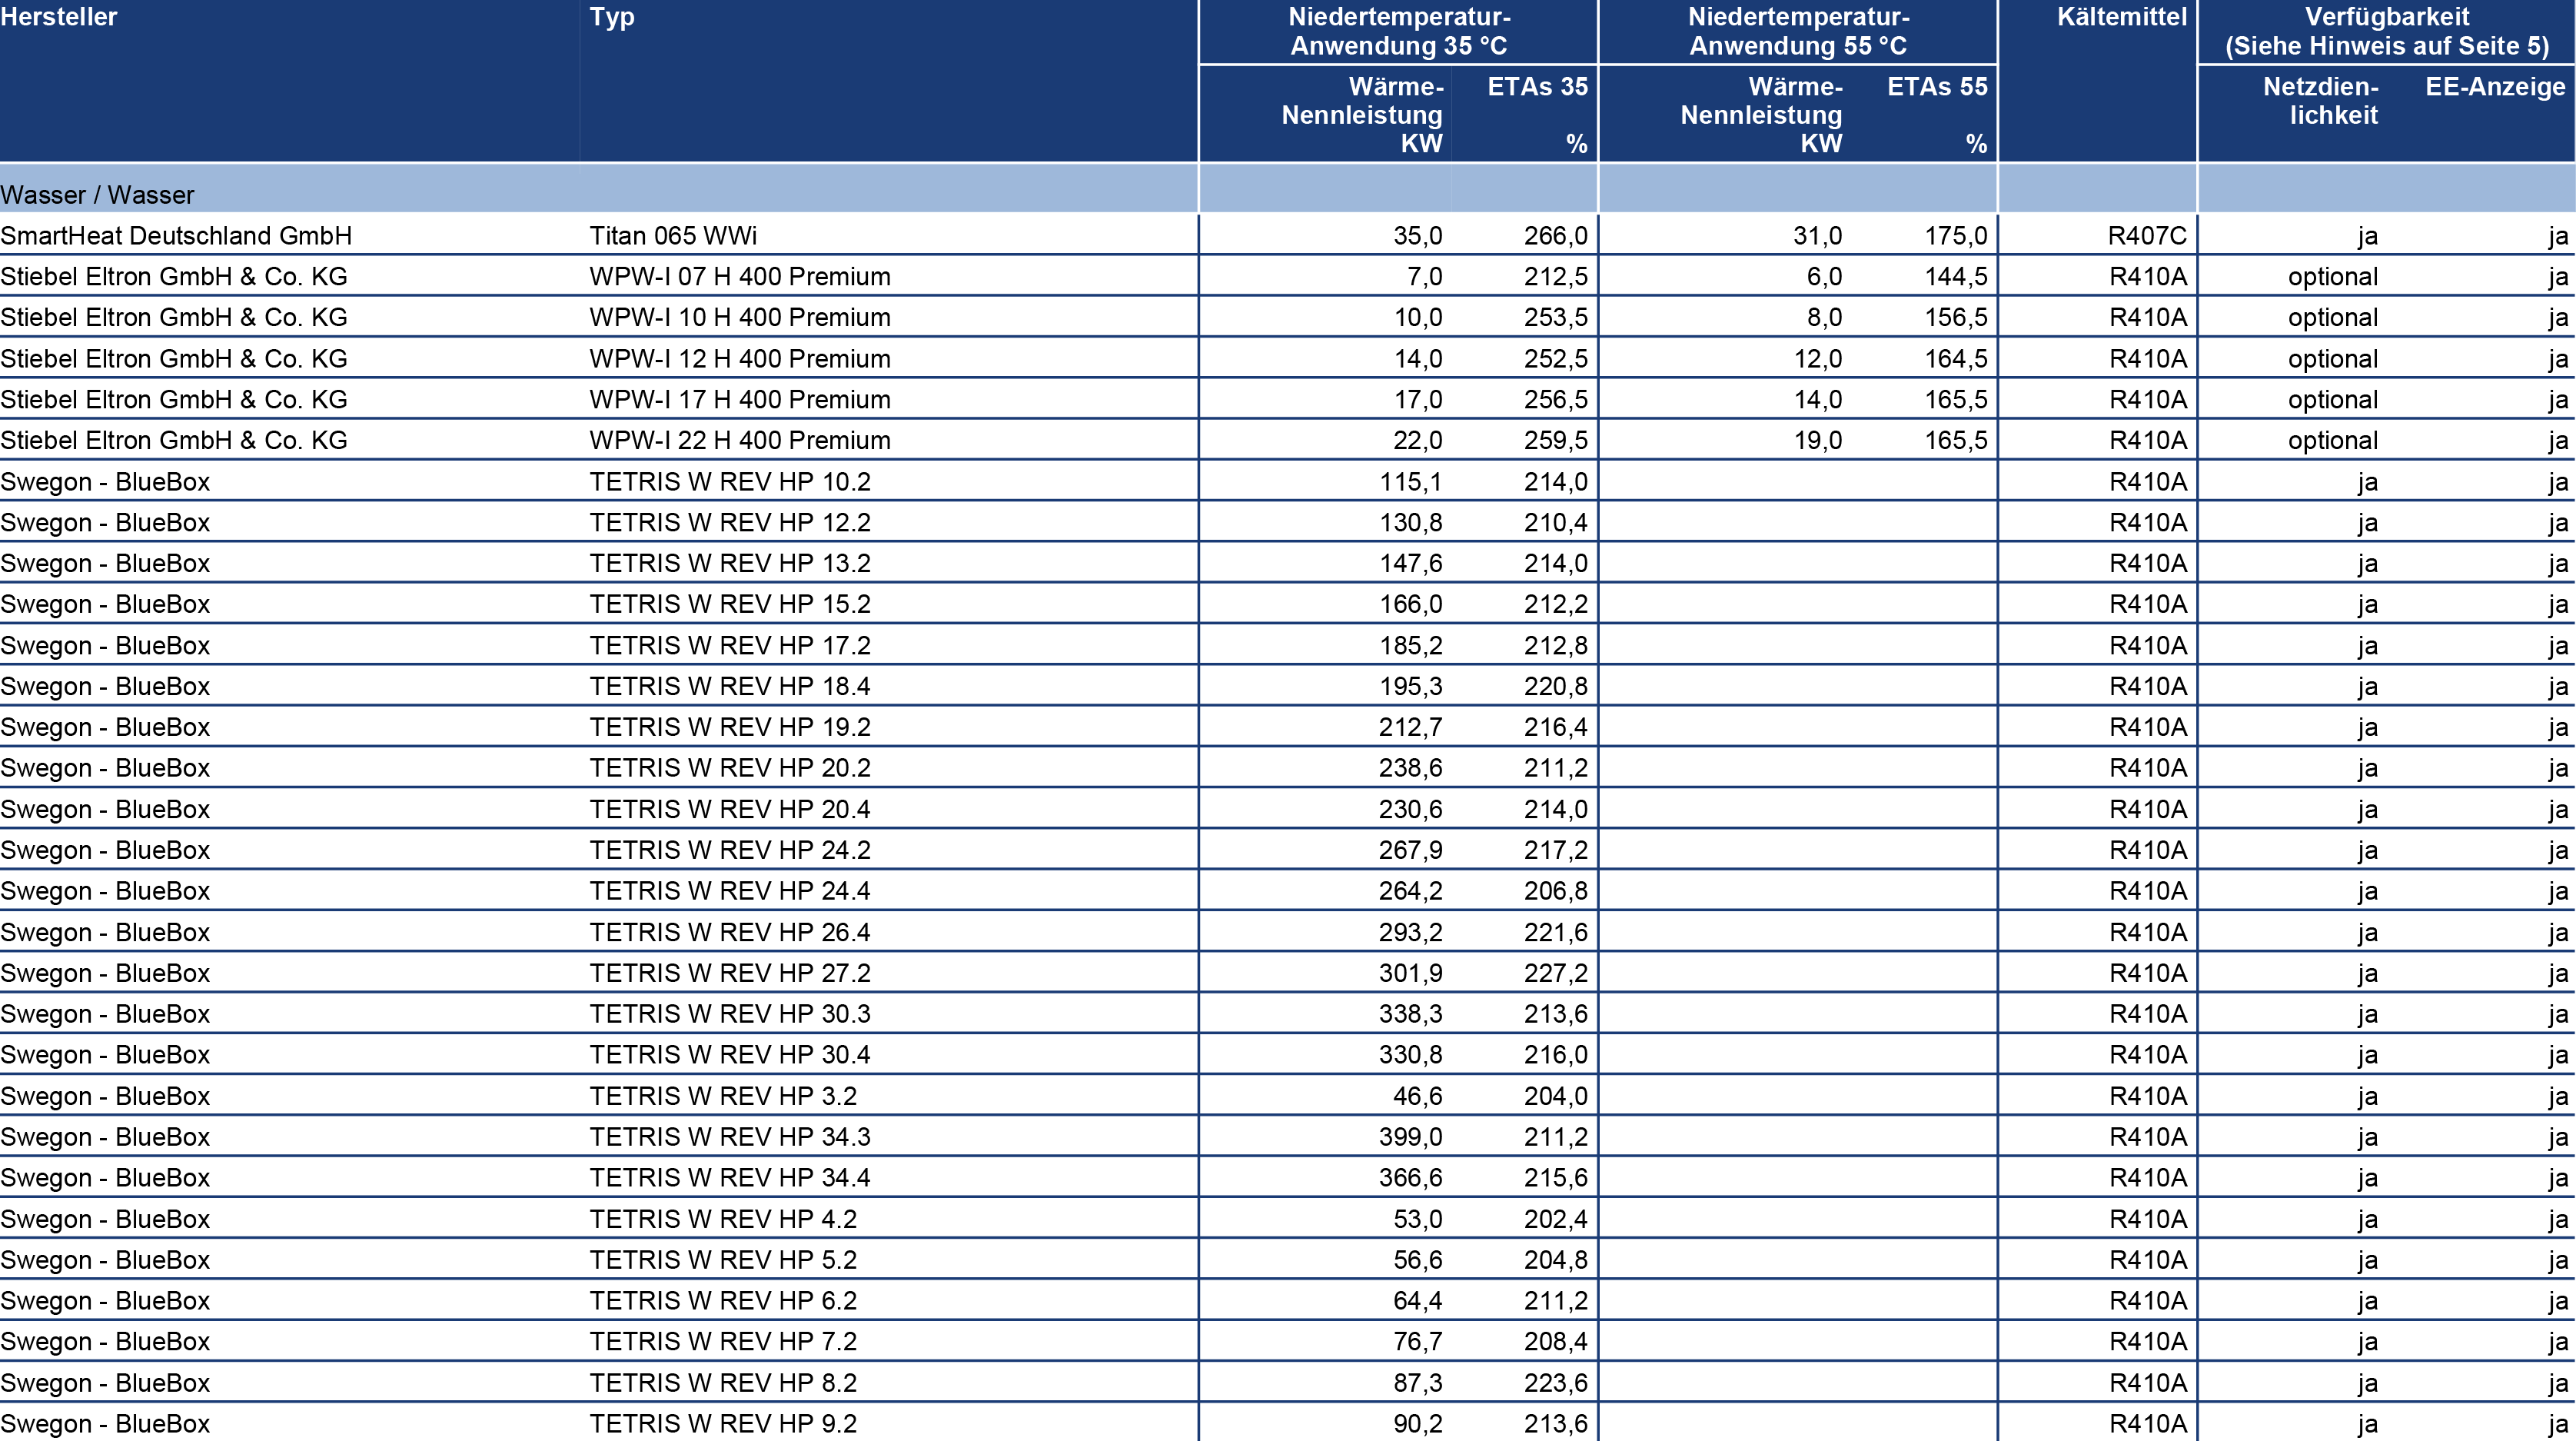 Hersteller Typ Niedertemperatur- Niedertemperatur- Kältemittel Verfügbarkeit
Anwendung 35 °C Anwendung 55 °C (Siehe Hinweis auf Seite 5)
Wärme- ETAs 35 Wärme- ETAs 55 Netzdien- EE-Anzeige
Nennleistung Nennleistung lichkeit
KW % KW %
Wasser / Wasser
SmartHeat Deutschland GmbH Titan 065 WWi 35,0 266,0 31,0 175,0 R407C ja ja
Stiebel Eltron GmbH & Co. KG WPW-I 07 H 400 Premium 7,0 212,5 6,0 144,5 R410A optional ja
Stiebel Eltron GmbH & Co. KG WPW-I 10 H 400 Premium 10,0 253,5 8,0 156,5 R410A optional ja
Stiebel Eltron GmbH & Co. KG WPW-I 12 H 400 Premium 14,0 252,5 12,0 164,5 R410A optional ja
Stiebel Eltron GmbH & Co. KG WPW-I 17 H 400 Premium 17,0 256,5 14,0 165,5 R410A optional ja
Stiebel Eltron GmbH & Co. KG WPW-I 22 H 400 Premium 22,0 259,5 19,0 165,5 R410A optional ja
Swegon - BlueBox TETRIS W REV HP 10.2 115,1 214,0 R410A ja ja
Swegon - BlueBox TETRIS W REV HP 12.2 130,8 210,4 R410A ja ja
Swegon - BlueBox TETRIS W REV HP 13.2 147,6 214,0 R410A ja ja
Swegon - BlueBox TETRIS W REV HP 15.2 166,0 212,2 R410A ja ja
Swegon - BlueBox TETRIS W REV HP 17.2 185,2 212,8 R410A ja ja
Swegon - BlueBox TETRIS W REV HP 18.4 195,3 220,8 R410A ja ja
Swegon - BlueBox TETRIS W REV HP 19.2 212,7 216,4 R410A ja ja
Swegon - BlueBox TETRIS W REV HP 20.2 238,6 211,2 R410A ja ja
Swegon - BlueBox TETRIS W REV HP 20.4 230,6 214,0 R410A ja ja
Swegon - BlueBox TETRIS W REV HP 24.2 267,9 217,2 R410A ja ja
Swegon - BlueBox TETRIS W REV HP 24.4 264,2 206,8 R410A ja ja
Swegon - BlueBox TETRIS W REV HP 26.4 293,2 221,6 R410A ja ja
Swegon - BlueBox TETRIS W REV HP 27.2 301,9 227,2 R410A ja ja
Swegon - BlueBox TETRIS W REV HP 30.3 338,3 213,6 R410A ja ja
Swegon - BlueBox TETRIS W REV HP 30.4 330,8 216,0 R410A ja ja
Swegon - BlueBox TETRIS W REV HP 3.2 46,6 204,0 R410A ja ja
Swegon - BlueBox TETRIS W REV HP 34.3 399,0 211,2 R410A ja ja
Swegon - BlueBox TETRIS W REV HP 34.4 366,6 215,6 R410A ja ja
Swegon - BlueBox TETRIS W REV HP 4.2 53,0 202,4 R410A ja ja
Swegon - BlueBox TETRIS W REV HP 5.2 56,6 204,8 R410A ja ja
Swegon - BlueBox TETRIS W REV HP 6.2 64,4 211,2 R410A ja ja
Swegon - BlueBox TETRIS W REV HP 7.2 76,7 208,4 R410A ja ja
Swegon - BlueBox TETRIS W REV HP 8.2 87,3 223,6 R410A ja ja
Swegon - BlueBox TETRIS W REV HP 9.2 90,2 213,6 R410A ja ja